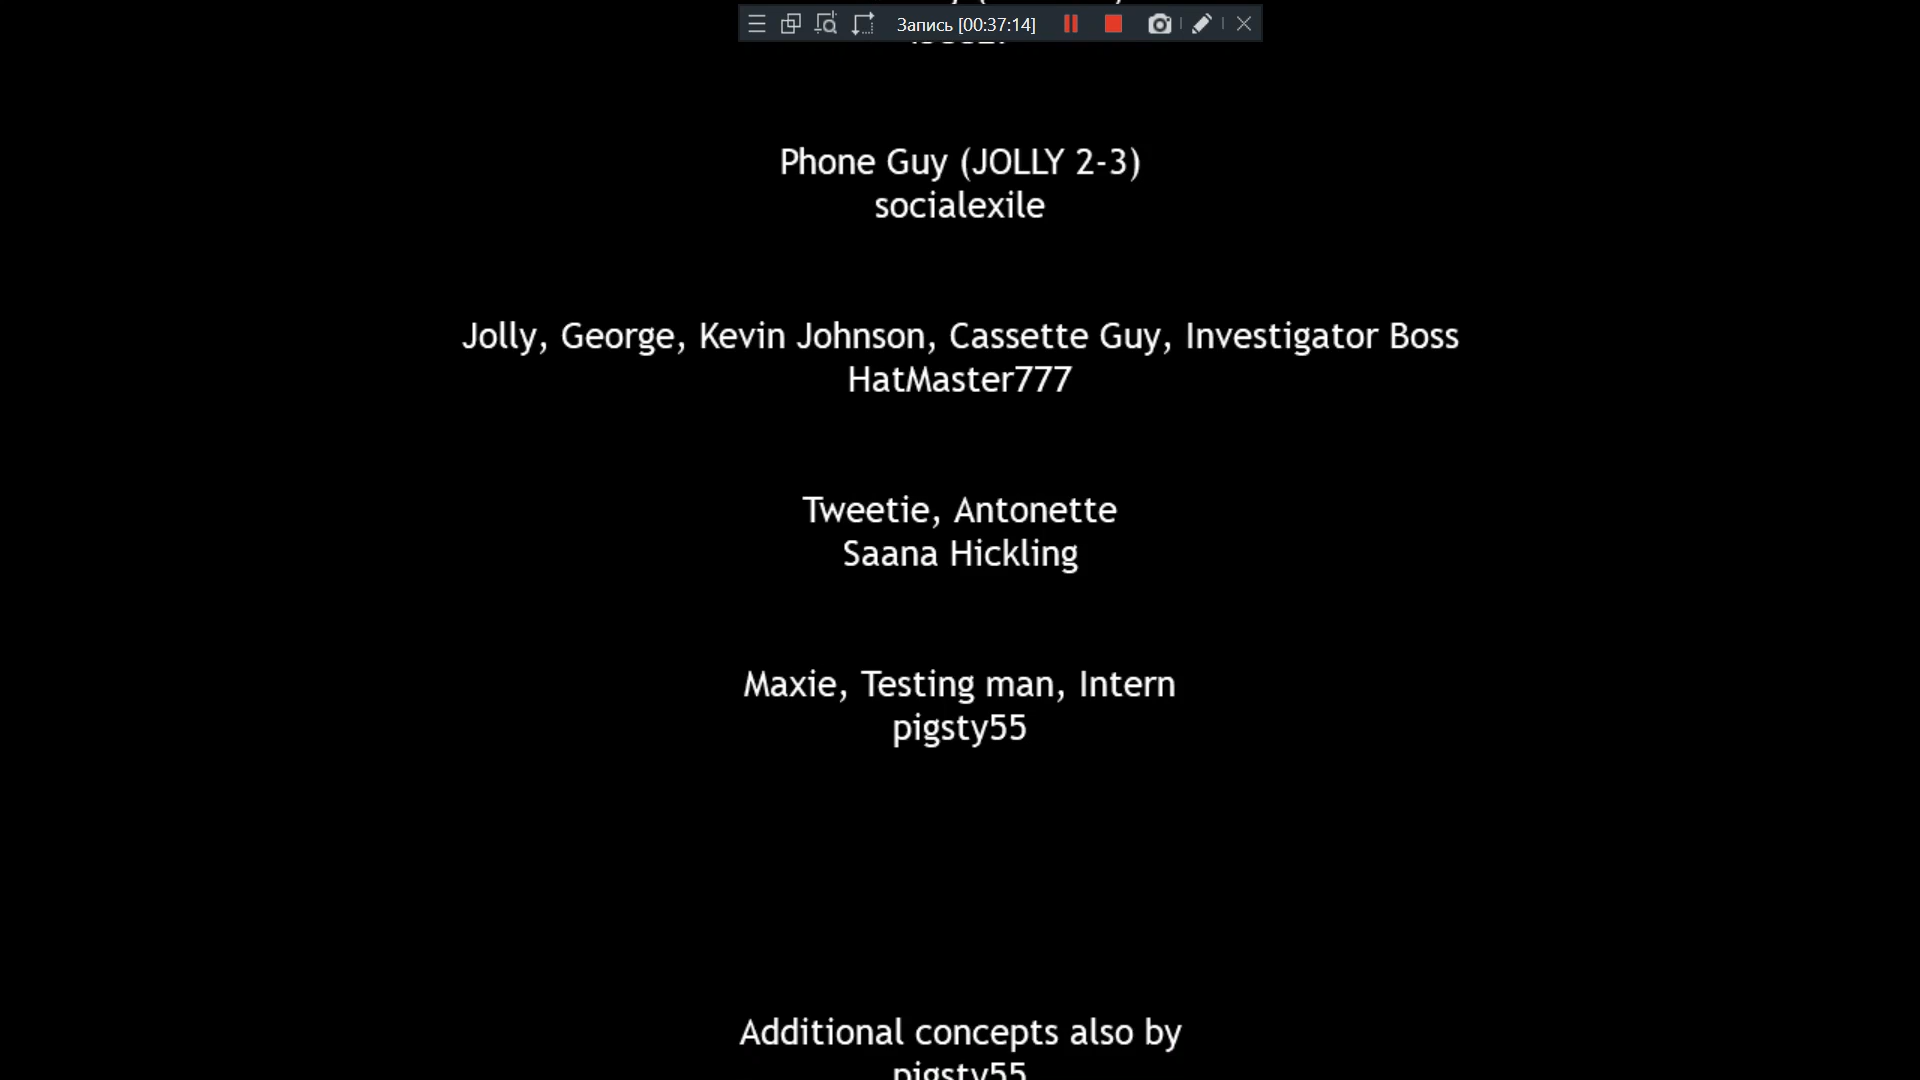 Запись [00:37:14]
Phone Guy (JOLLY 2-3)
socialexile
Jolly, George, Kevin Johnson, Cassette Guy, Investigator Boss
HatMaster777
Tweetie, Antonette
Saana Hickling
Maxie, Testing man, Intern
pigsty55
Additional concepts also by
pigsty55